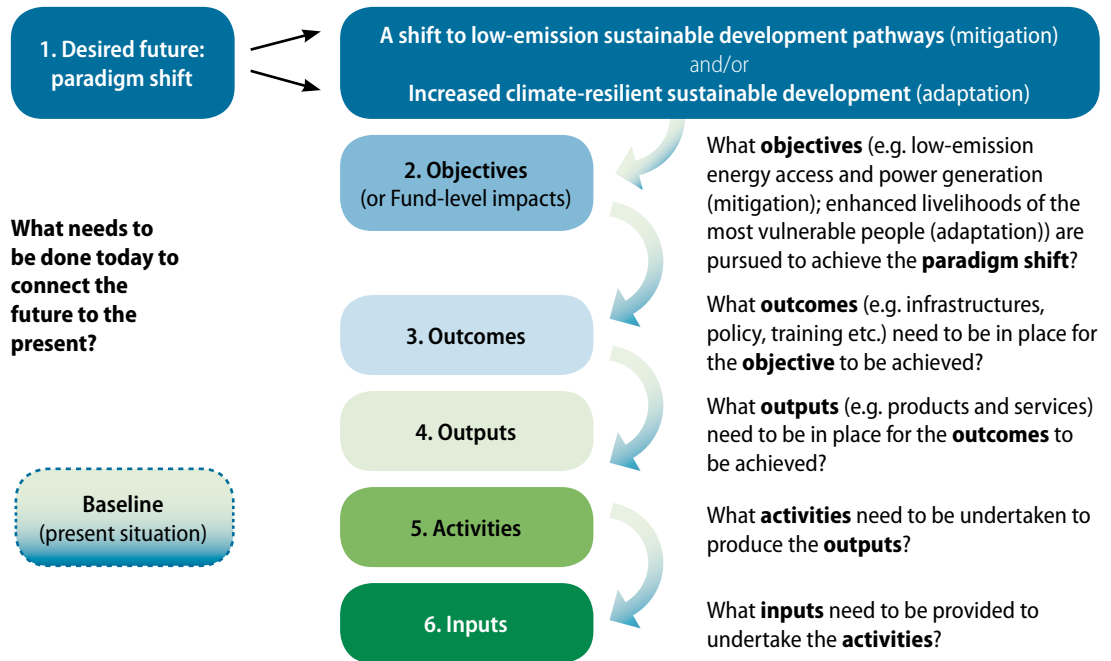 1. Desired future:
paradigm shift
A shift to low-emission sustainable development pathways (mitigation)
and/or
Increased climate-resilient sustainable development (adaptation)
2. Objectives
(or Fund-level impacts)
What objectives (e.g. low-emission
energy access and power generation
(mitigation); enhanced livelihoods of the
most vulnerable people (adaptation)) are
pursued to achieve the paradigm shift?
What needs to
be done today to
connect the
future to the
present?
3. Outcomes
What outcomes (e.g. infrastructures,
policy, training etc.) need to be in place for
the objective to be achieved?
4. Outputs
What outputs (e.g. products and services)
need to be in place for the outcomes to
be achieved?
Baseline
(present situation)
5. Activities
What activities need to be undertaken to
produce the outputs?
6. Inputs
What inputs need to be provided to
undertake the activities?